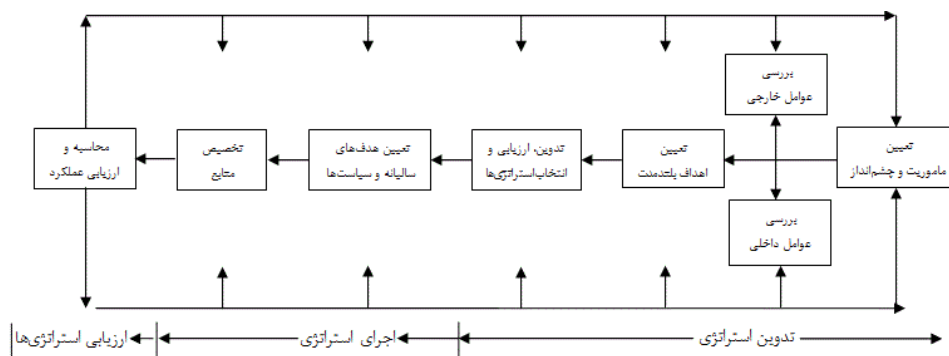 بررسی
عوامل خارجی
تعیین
ماموریت و چشم‌انداز
تعیین
اهداف بلندمدت
تدوین، ارزیابی و
انتخاب‌استراتژی‌ها
تعیین هدف‌های
سالیانه و سیاست‌ها
تخصیص
منابع
محاسبه و
ارزیابی عملکرد
بررسی
عوامل داخلی
تدوین استراتژی
اجرای استراتژی
ارزیابی استراتژی‌ها